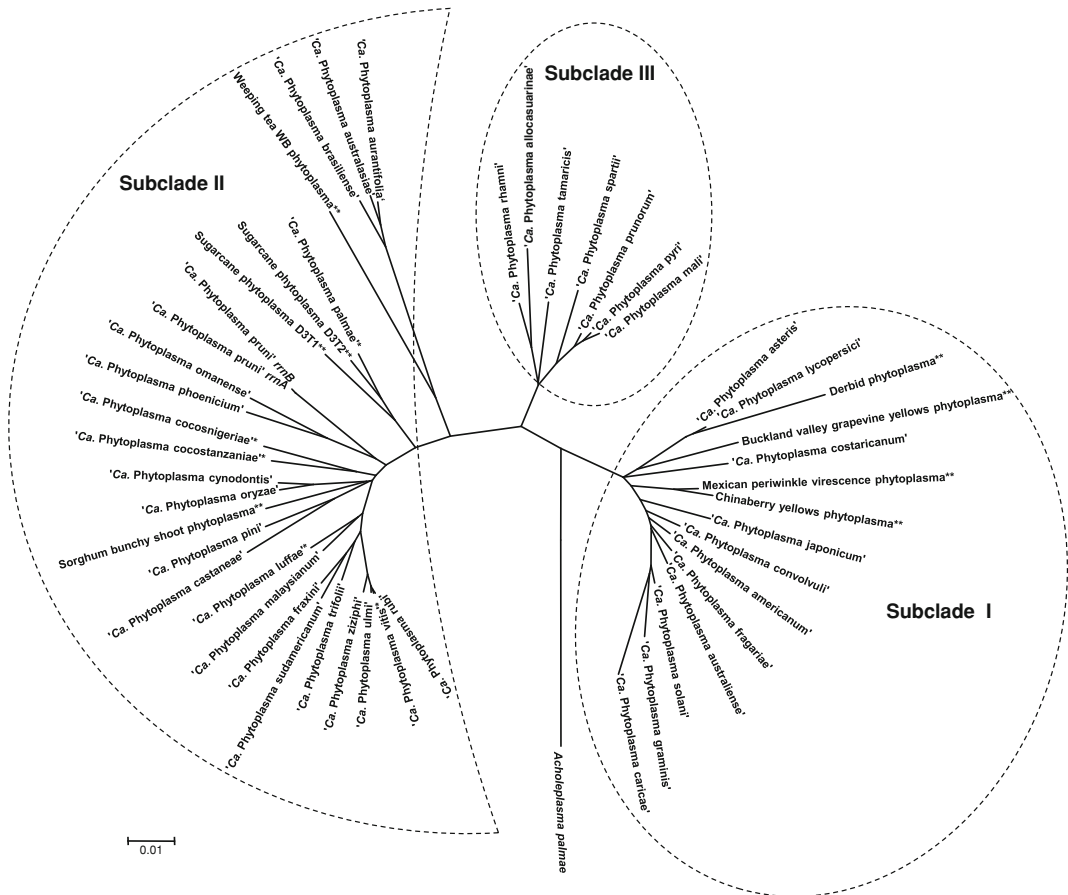 Subclade II
Weeping tea WB phytoplasma**
'Ca. Phytoplasma brasiliense'
'Ca. Phytoplasma australasiae'
'Ca. Phytoplasma aurantifolia'
'Ca. Phytoplasma palmae**
Sugarcane phytoplasma D3T2**
Sugarcane phytoplasma D3T1**
'Ca. Phytoplasma pruni' rrnB
'Ca. Phytoplasma pruni' rrnA
'Ca. Phytoplasma omanense'
'Ca. Phytoplasma phoenicium'
'Ca. Phytoplasma cocosnigeriae'*
'Ca. Phytoplasma cocostanzaniae'*
'Ca. Phytoplasma cynodontis'
'Ca. Phytoplasma oryzae'
Sorghum bunchy shoot phytoplasma**
'Ca. Phytoplasma pini'
'Ca. Phytoplasma castaneae'
'Ca. Phytoplasma luffae'*
'Ca. Phytoplasma malaysianum'
'Ca. Phytoplasma fraxini'
'Ca. Phytoplasma sudamericanum'
'Ca. Phytoplasma trifolii'
'Ca. Phytoplasma ziziphi'
'Ca. Phytoplasma ulmi'
'Ca. Phytoplasma vitis'*
'Ca. Phytoplasma rubi'
Subclade III
'Ca. Phytoplasma rhamni'
'Ca. Phytoplasma allocasuarinae'
'Ca. Phytoplasma tamaricis'
'Ca. Phytoplasma spartii'
'Ca. Phytoplasma prunorum'
'Ca. Phytoplasma pyri'
'Ca. Phytoplasma mali'
'Ca. Phytoplasma asteris'
'Ca. Phytoplasma lycopersici'
Derbid phytoplasma**
Buckland valley grapevine yellows phytoplasma**
'Ca. Phytoplasma costaricanum'
Mexican periwinkle virescence phytoplasma**
Chinaberry yellows phytoplasma**
'Ca. Phytoplasma japonicum'
'Ca. Phytoplasma convolvuli'
'Ca. Phytoplasma americanum'
'Ca. Phytoplasma fragariae'
'Ca. Phytoplasma australiense'
'Ca. Phytoplasma solani'
'Ca. Phytoplasma graminis'
'Ca. Phytoplasma caricae'
Subclade I
Acholeplasma palmae
0.01